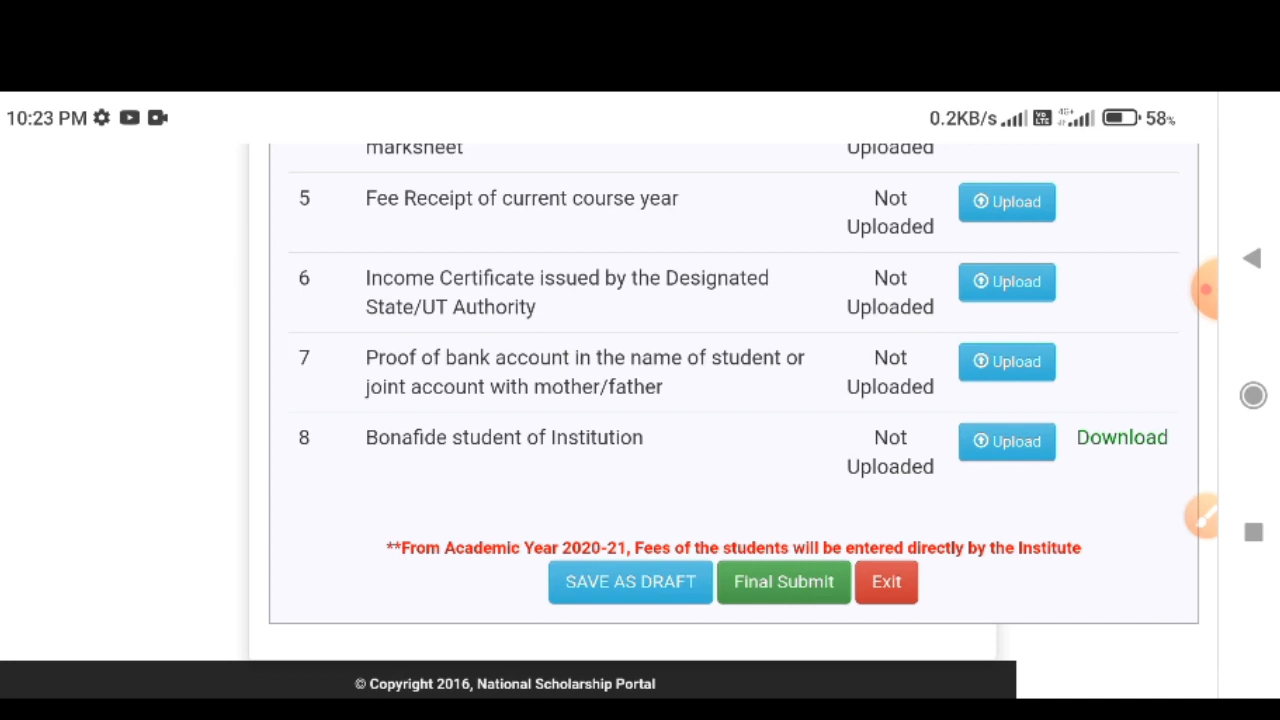 10:23 PM 0.2KB/s Vo LTE 4G+ 58%
marksheet Uploaded
5 Fee Receipt of current course year Not Uploaded Upload
6 Income Certificate issued by the Designated State/UT Authority Not Uploaded Upload
7 Proof of bank account in the name of student or joint account with mother/father Not Uploaded Upload
8 Bonafide student of Institution Not Uploaded Upload Download
**From Academic Year 2020-21, Fees of the students will be entered directly by the Institute
SAVE AS DRAFT Final Submit Exit
© Copyright 2016, National Scholarship Portal